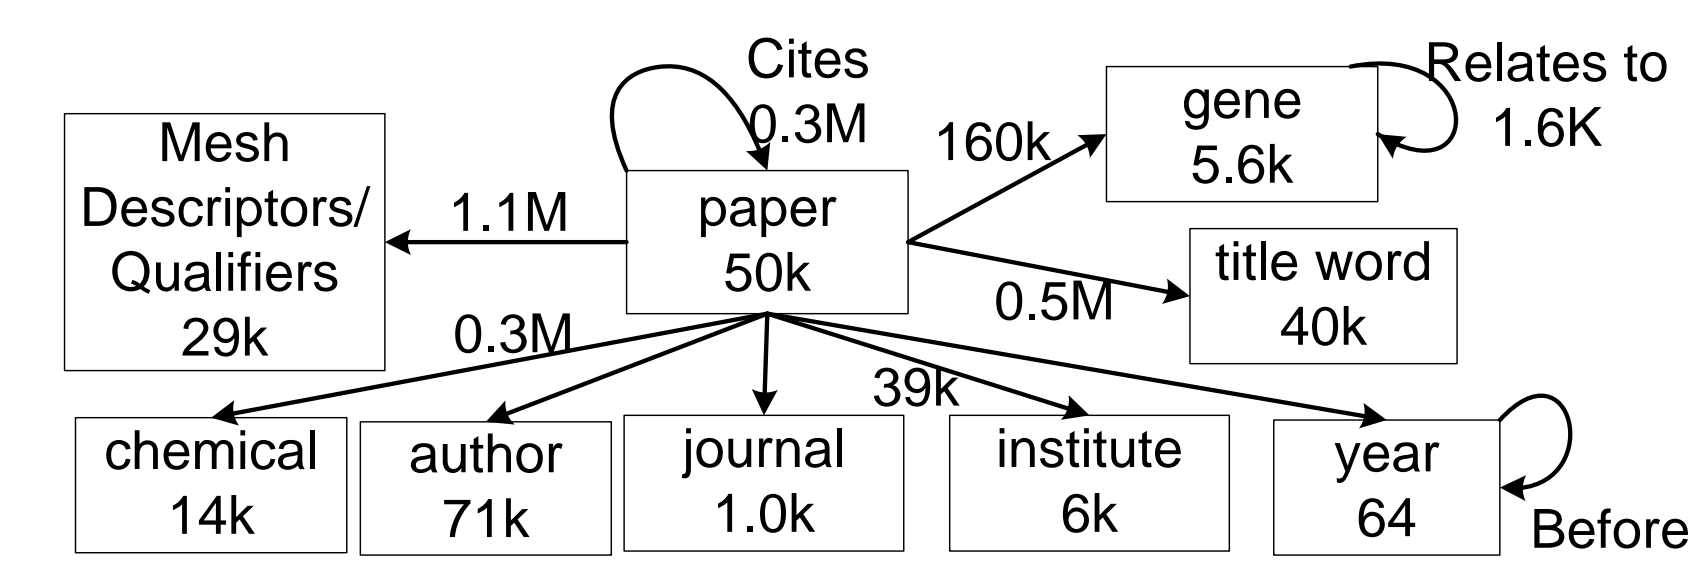 Cites
0.3M
Relates to
1.6K
gene
5.6k
160k
Mesh
Descriptors/
Qualifiers
29k
1.1M
paper
50k
title word
40k
0.5M
0.3M
39k
chemical
14k
author
71k
journal
1.0k
institute
6k
year
64
Before